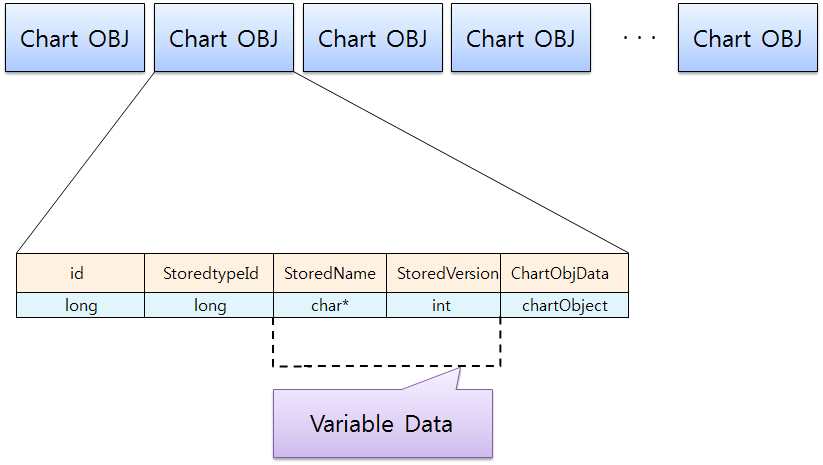 Chart OBJ Chart OBJ Chart OBJ Chart OBJ · · · Chart OBJ
id StoredtypeId StoredName StoredVersion ChartObjData
long long char* int chartObject
Variable Data